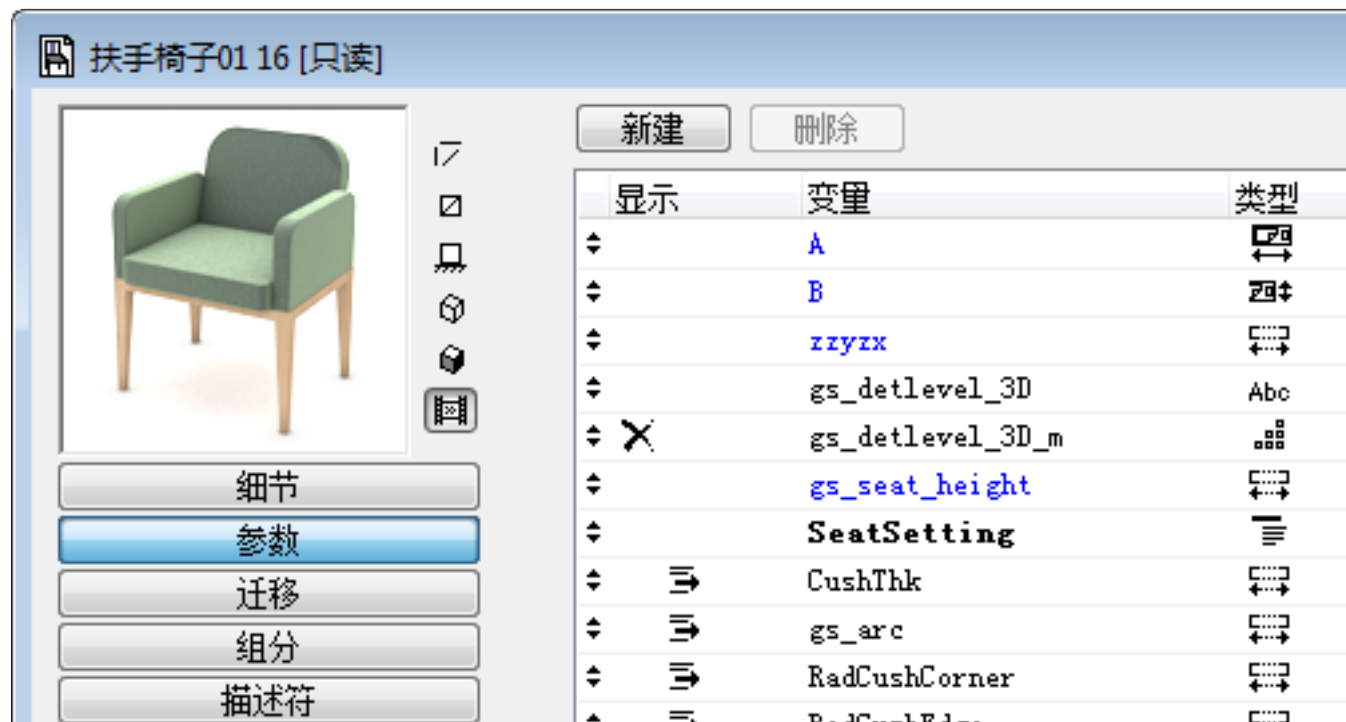 扶手椅子01 16 [只读]
新建 删除
显示 变量 类型
A
B
zzyzx
gs_detlevel_3D Abc
gs_detlevel_3D_m
gs_seat_height
SeatSetting
CushThk
gs_arc
RadCushCorner
细节
参数
迁移
组分
描述符